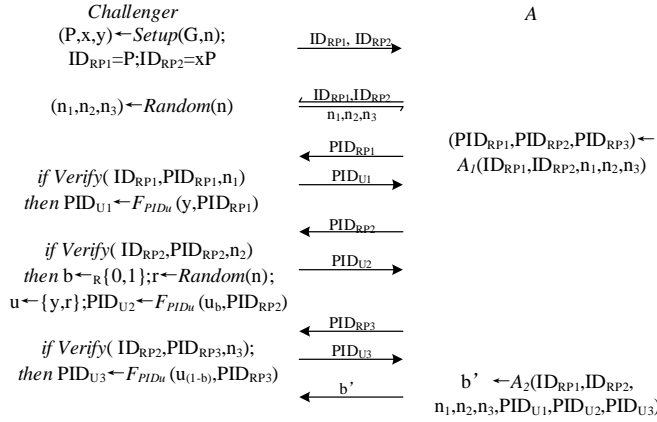 Challenger A
(P,x,y)←Setup(G,n);
ID_RP1=P;ID_RP2=xP
ID_RP1, ID_RP2
(n₁,n₂,n₃)←Random(n)
ID_RP1,ID_RP2
n₁,n₂,n₃
(PID_RP1,PID_RP2,PID_RP3)←
A₁(ID_RP1,ID_RP2,n₁,n₂,n₃)
PID_RP1
if Verify( ID_RP1,PID_RP1,n₁)
then PID_U1←F_PIDu (y,PID_RP1)
PID_U1
PID_RP2
if Verify( ID_RP2,PID_RP2,n₂)
then b←_R{0,1};r←Random(n);
u←{y,r};PID_U2←F_PIDu (u_b,PID_RP2)
PID_U2
PID_RP3
if Verify( ID_RP2,PID_RP3,n₃);
then PID_U3←F_PIDu (u_(1-b),PID_RP3)
PID_U3
b’
b’ ←A₂(ID_RP1,ID_RP2,
n₁,n₂,n₃,PID_U1,PID_U2,PID_U3)